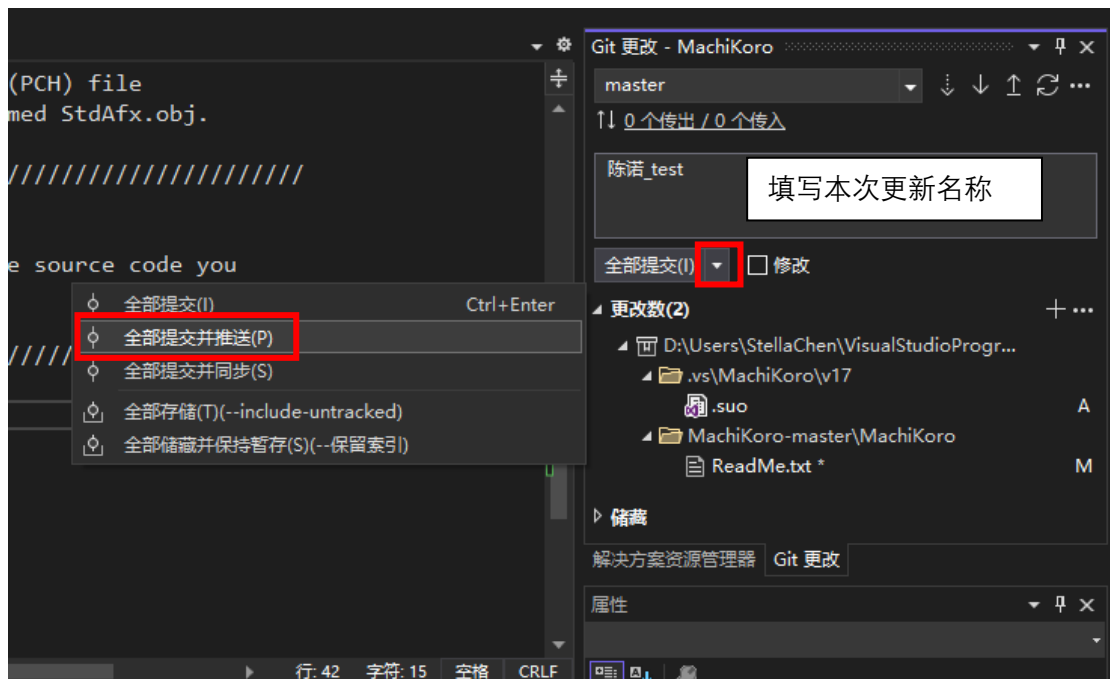 Git 更改 - MachiKoro
(PCH) file
med StdAfx.obj.
//////////////////////
e source code you
/////
master
0 个传出 / 0 个传入
陈诺_test
填写本次更新名称
全部提交(I)
修改
全部提交(I) Ctrl+Enter
全部提交并推送(P)
全部提交并同步(S)
全部存储(T)(--include-untracked)
全部储藏并保持暂存(S)(--保留索引)
更改数(2)
D:\Users\StellaChen\VisualStudioProgr...
.vs\MachiKoro\v17
.suo A
MachiKoro-master\MachiKoro
ReadMe.txt * M
储藏
解决方案资源管理器 Git 更改
属性
行: 42 字符: 15 空格 CRLF